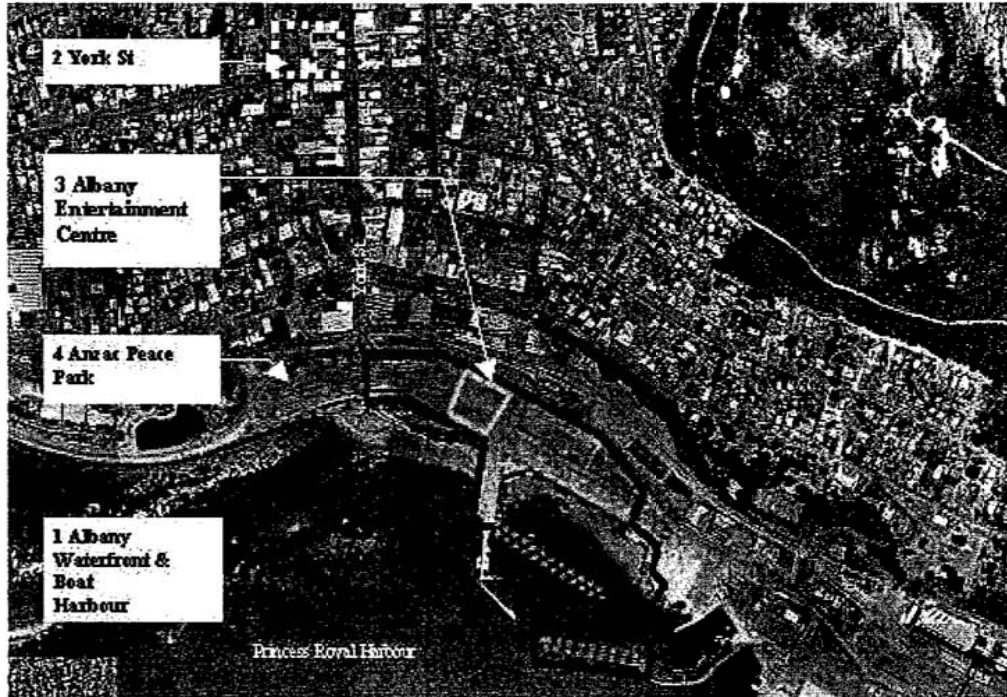 2 York St
3 Albany
Entertainment
Centre
4 Anzac Peace
Park
1 Albany
Waterfront &
Boat
Harbour
Princess Royal Harbour